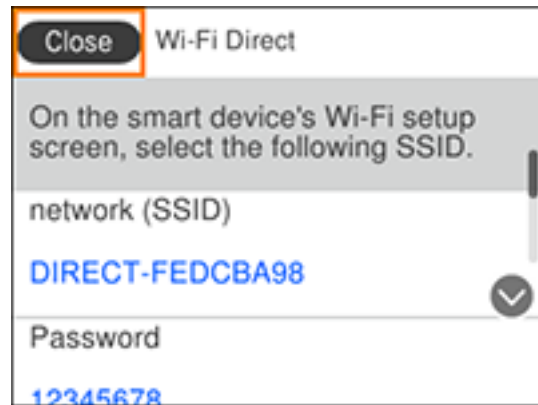 Close Wi-Fi Direct
On the smart device's Wi-Fi setup
screen, select the following SSID.
network (SSID)
DIRECT-FEDCBA98
Password
12345678